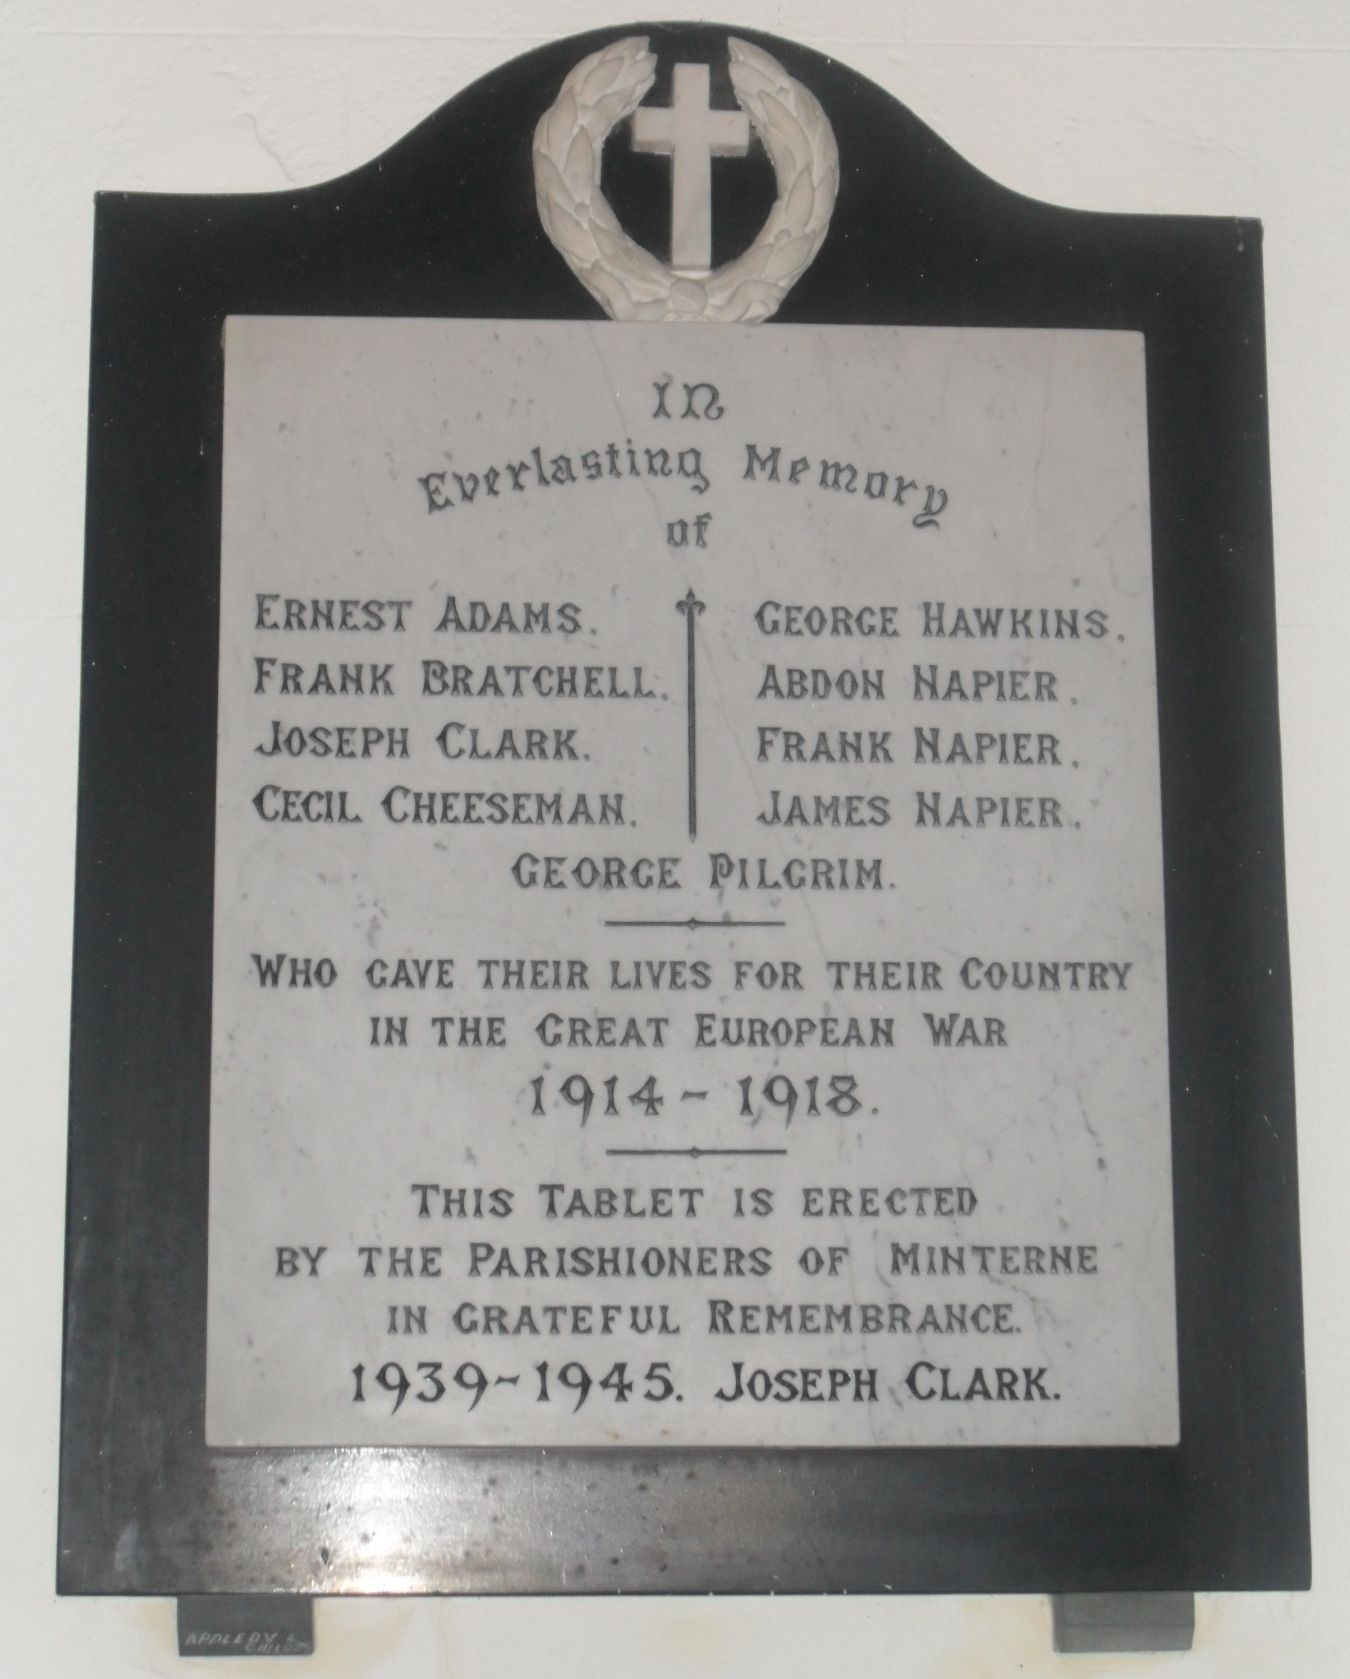 In
Everlasting Memory
of
ERNEST ADAMS.
FRANK BRATCHELL.
JOSEPH CLARK.
CECIL CHEESEMAN.
GEORGE HAWKINS.
ABDON NAPIER.
FRANK NAPIER.
JAMES NAPIER.
GEORGE PILGRIM.
WHO GAVE THEIR LIVES FOR THEIR COUNTRY
IN THE GREAT EUROPEAN WAR
1914-1918.
THIS TABLET IS ERECTED
BY THE PARISHIONERS OF MINTERNE
IN GRATEFUL REMEMBRANCE.
1939-1945. JOSEPH CLARK.
APPLEBY &
CHILDS